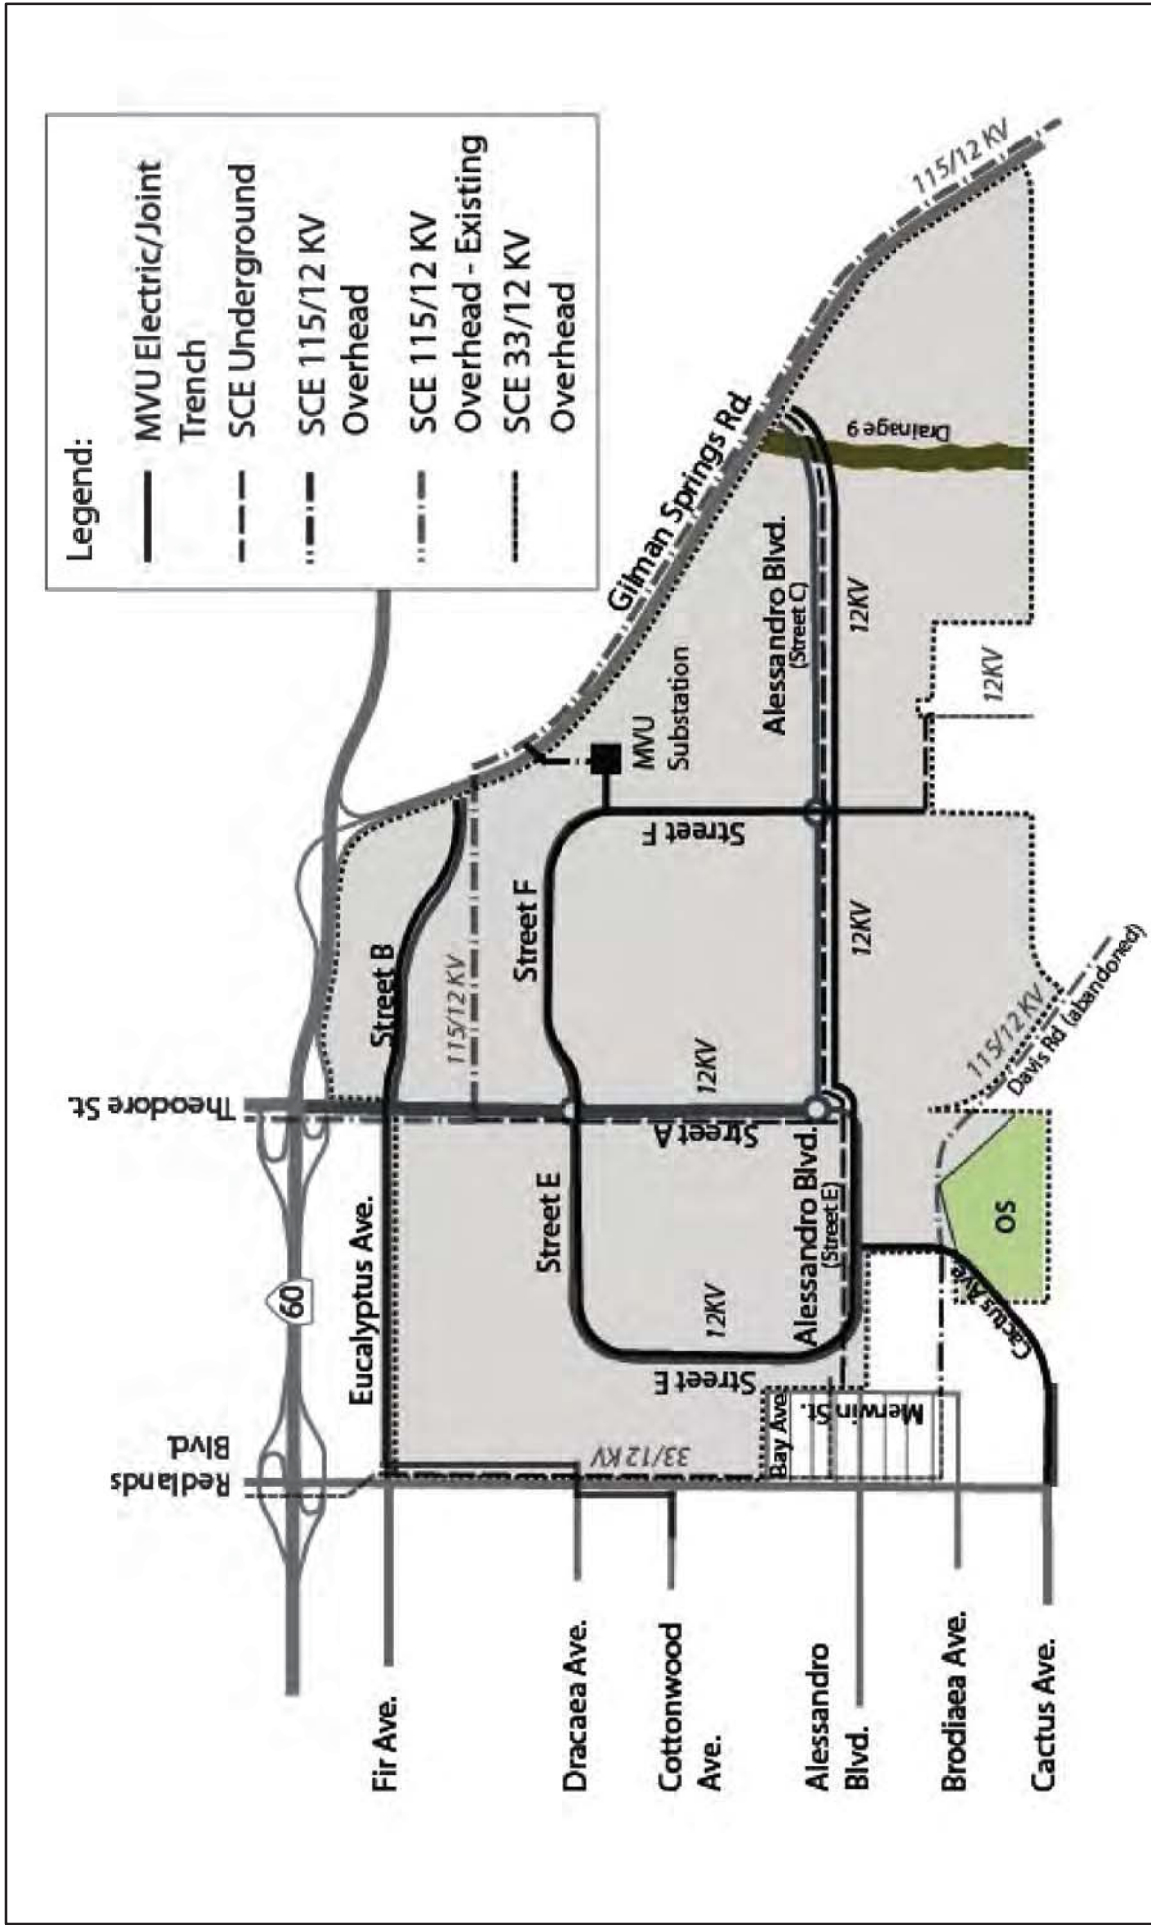 Legend:
MVU Electric/Joint
Trench
SCE Underground
SCE 115/12 KV
Overhead
SCE 115/12 KV
Overhead - Existing
SCE 33/12 KV
Overhead
60
Redlands
Blvd.
Theodore St.
Eucalyptus Ave.
Street B
115/12 KV
Gilman Springs Rd.
115/12 KV
Street E
Street F
MVU
Substation
Street F
33/12 KV
Street E
12KV
Street A
12KV
Bay Ave.
Merwin St.
Alessandro Blvd.
(Street E)
12KV
Alessandro Blvd.
(Street C)
12KV
Drainage 9
12KV
Cactus Ave.
OS
115/12 KV
Davis Rd (abandoned)
Fir Ave.
Dracaea Ave.
Cottonwood
Ave.
Alessandro
Blvd.
Brodiaea Ave.
Cactus Ave.